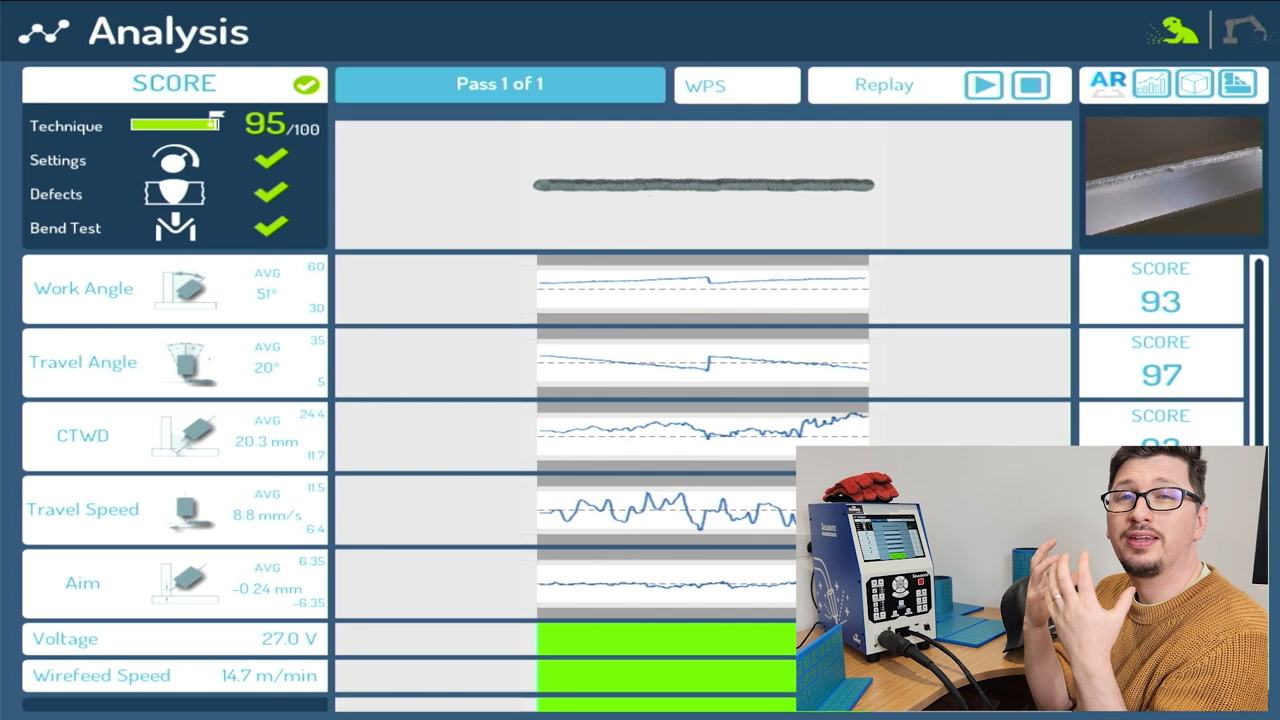 Analysis
SCORE
Pass 1 of 1
WPS
Replay
AR
Technique
95/100
Settings
Defects
Bend Test
Work Angle
AVG
51°
60
30
SCORE
93
Travel Angle
AVG
20°
35
5
SCORE
97
CTWD
AVG
20.3 mm
24.4
11.7
SCORE
Travel Speed
AVG
8.8 mm/s
11.5
6.4
Aim
AVG
-0.24 mm
6.35
-6.35
Voltage
27.0 V
Wirefeed Speed
14.7 m/min